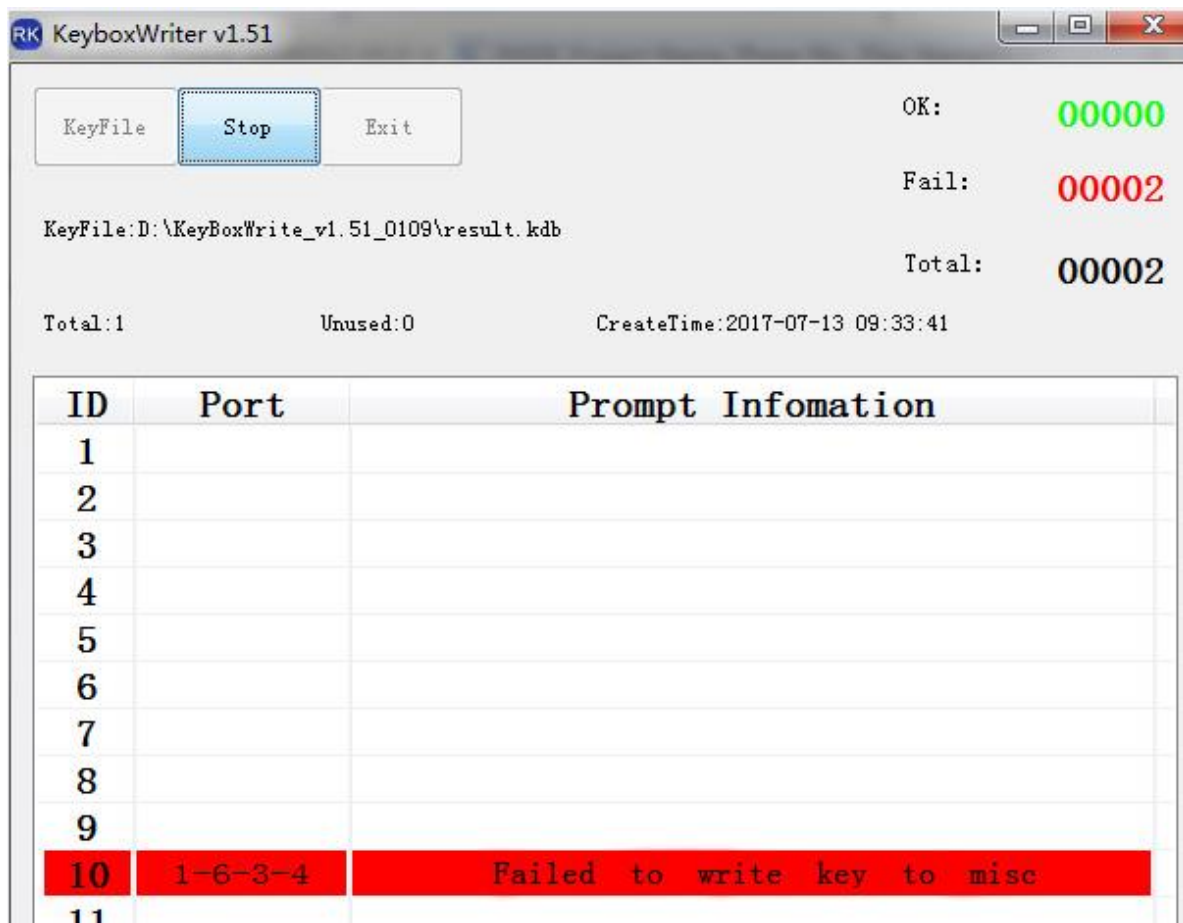 RK KeyboxWriter v1.51
KeyFile Stop Exit
OK: 00000
Fail: 00002
KeyFile:D:\KeyBoxWrite_v1.51_0109\result.kdb
Total: 00002
Total:1 Unused:0 CreateTime:2017-07-13 09:33:41
ID Port Prompt Infomation
1
2
3
4
5
6
7
8
9
10 1-6-3-4 Failed to write key to misc
11